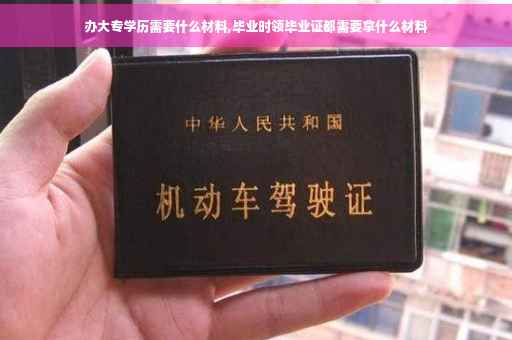 办大专学历需要什么材料,毕业时领毕业证都需要拿什么材料
中华人民共和国
机动车驾驶证